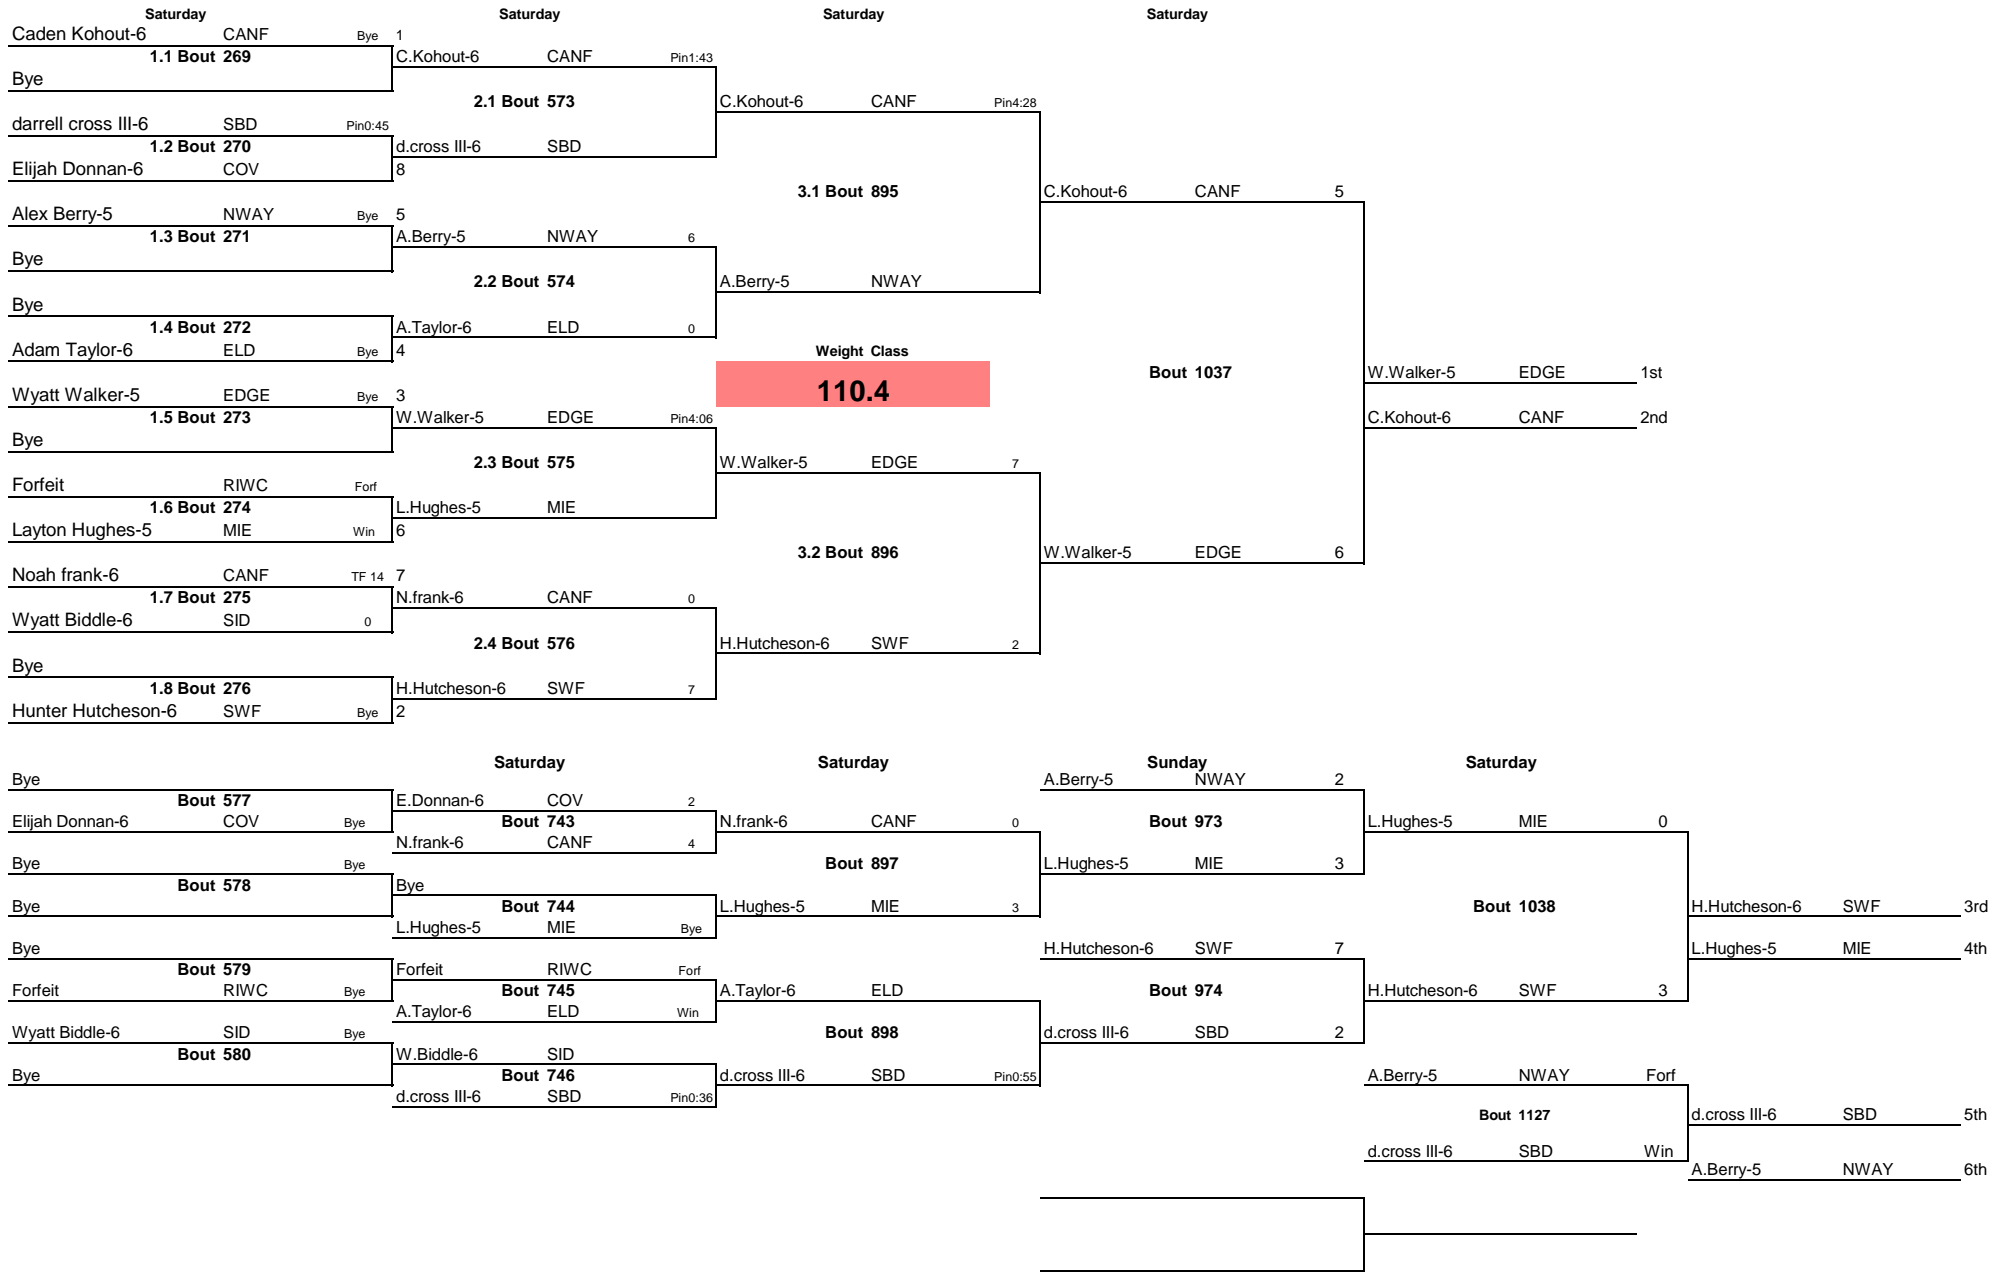 Saturday Saturday Saturday Saturday
Caden Kohout-6 CANF Bye 1
1.1 Bout 269 C.Kohout-6 CANF Pin1:43
Bye
2.1 Bout 573 C.Kohout-6 CANF Pin4:28
darrell cross III-6 SBD Pin0:45
1.2 Bout 270 d.cross III-6 SBD
Elijah Donnan-6 COV 8
3.1 Bout 895 C.Kohout-6 CANF 5
Alex Berry-5 NWAY Bye 5
1.3 Bout 271 A.Berry-5 NWAY 6
Bye
2.2 Bout 574 A.Berry-5 NWAY
Bye
1.4 Bout 272 A.Taylor-6 ELD 0
Adam Taylor-6 ELD Bye 4 Weight Class
Bout 1037 W.Walker-5 EDGE 1st
110.4
Wyatt Walker-5 EDGE Bye 3
1.5 Bout 273 W.Walker-5 EDGE Pin4:06 C.Kohout-6 CANF 2nd
Bye
2.3 Bout 575 W.Walker-5 EDGE 7
Forfeit RIWC Forf
1.6 Bout 274 L.Hughes-5 MIE
Layton Hughes-5 MIE Win 6
3.2 Bout 896 W.Walker-5 EDGE 6
Noah frank-6 CANF TF 14 7
1.7 Bout 275 N.frank-6 CANF 0
Wyatt Biddle-6 SID 0
2.4 Bout 576 H.Hutcheson-6 SWF 2
Bye
1.8 Bout 276 H.Hutcheson-6 SWF 7
Hunter Hutcheson-6 SWF Bye 2
Saturday Saturday Sunday Saturday
Bye A.Berry-5 NWAY 2
Bout 577 E.Donnan-6 COV 2
Elijah Donnan-6 COV Bye Bout 743 N.frank-6 CANF 0 Bout 973 L.Hughes-5 MIE 0
N.frank-6 CANF 4
Bye Bye Bout 897 L.Hughes-5 MIE 3
Bout 578 Bye
Bye Bout 744 L.Hughes-5 MIE 3 Bout 1038 H.Hutcheson-6 SWF 3rd
L.Hughes-5 MIE Bye
Bye H.Hutcheson-6 SWF 7 L.Hughes-5 MIE 4th
Bout 579 Forfeit RIWC Forf
Forfeit RIWC Bye Bout 745 A.Taylor-6 ELD Bout 974 H.Hutcheson-6 SWF 3
A.Taylor-6 ELD Win
Wyatt Biddle-6 SID Bye Bout 898 d.cross III-6 SBD 2
Bout 580 W.Biddle-6 SID
Bye Bout 746 d.cross III-6 SBD Pin0:55 A.Berry-5 NWAY Forf
d.cross III-6 SBD Pin0:36
Bout 1127 d.cross III-6 SBD 5th
d.cross III-6 SBD Win
A.Berry-5 NWAY 6th